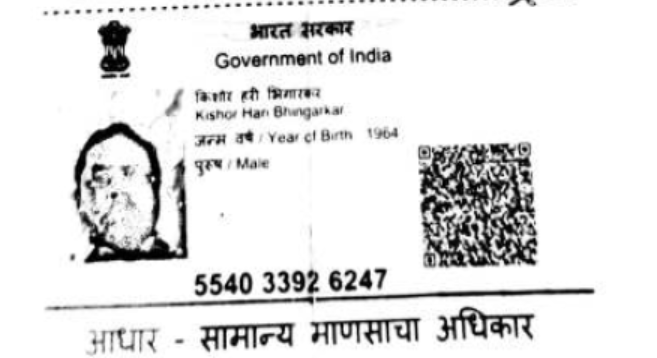 भारत सरकार
Government of India
किशोर हरी भिंगारकर
Kishor Hari Bhingarkar
जन्म वर्ष / Year of Birth 1964
पुरूष / Male
5540 3392 6247
आधार - सामान्य माणसाचा अधिकार